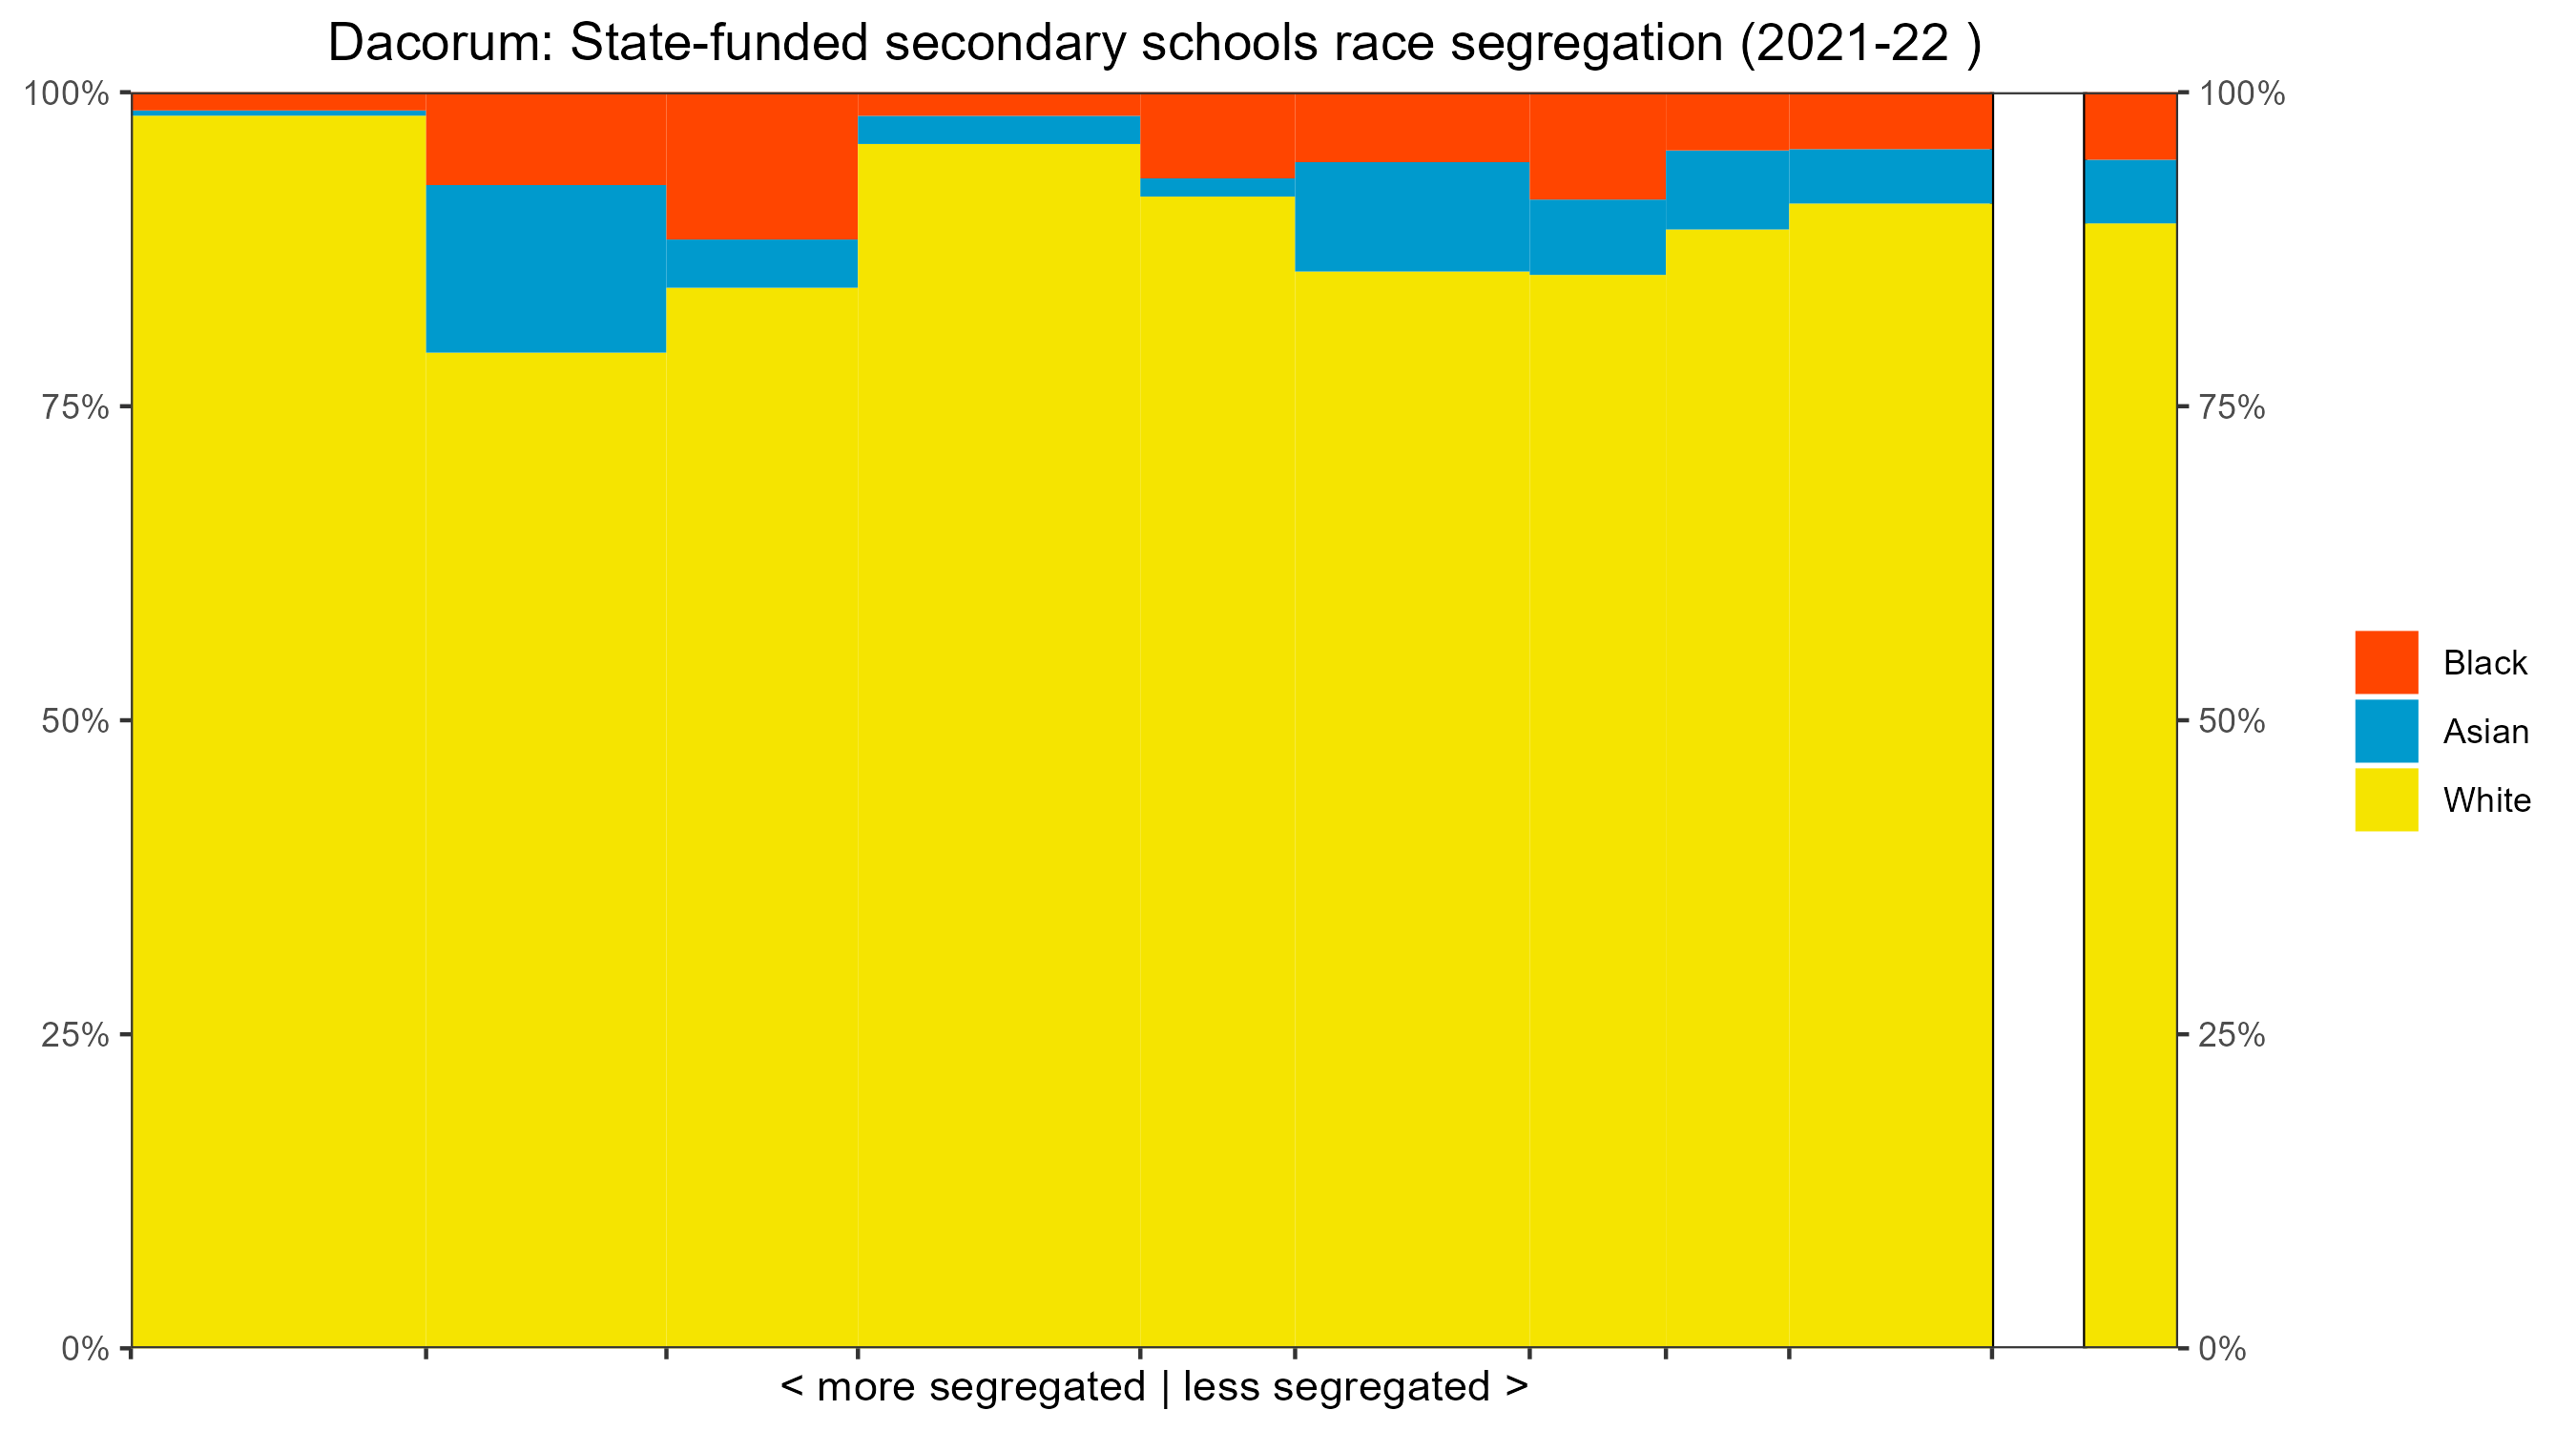 Dacorum: State-funded secondary schools race segregation (2021-22 )
100%
75%
50%
25%
0%
100%
75%
50%
25%
0%
Black
Asian
White
< more segregated | less segregated >